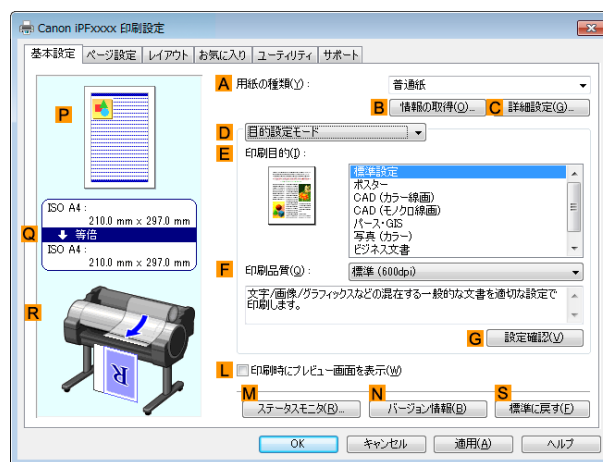 Canon iPFxxxx 印刷設定
基本設定 ページ設定 レイアウト お気に入り ユーティリティ サポート
P
A 用紙の種類(Y) : 普通紙
B 情報の取得(O)... C 詳細設定(G)...
D 目的設定モード
E 印刷目的(I) :
標準設定
ポスター
CAD (カラー線画)
CAD (モノクロ線画)
パース・GIS
写真 (カラー)
ビジネス文書
ISO A4 :
210.0 mm x 297.0 mm
Q 等倍
ISO A4 :
210.0 mm x 297.0 mm
F 印刷品質(Q) : 標準 (600dpi)
文字/画像/グラフィックスなどの混在する一般的な文書を適切な設定で
印刷します。
R
R
G 設定確認(V)
L 印刷時にプレビュー画面を表示(W)
M N S
ステータスモニタ(R)... バージョン情報(B) 標準に戻す(E)
OK キャンセル 適用(A) ヘルプ